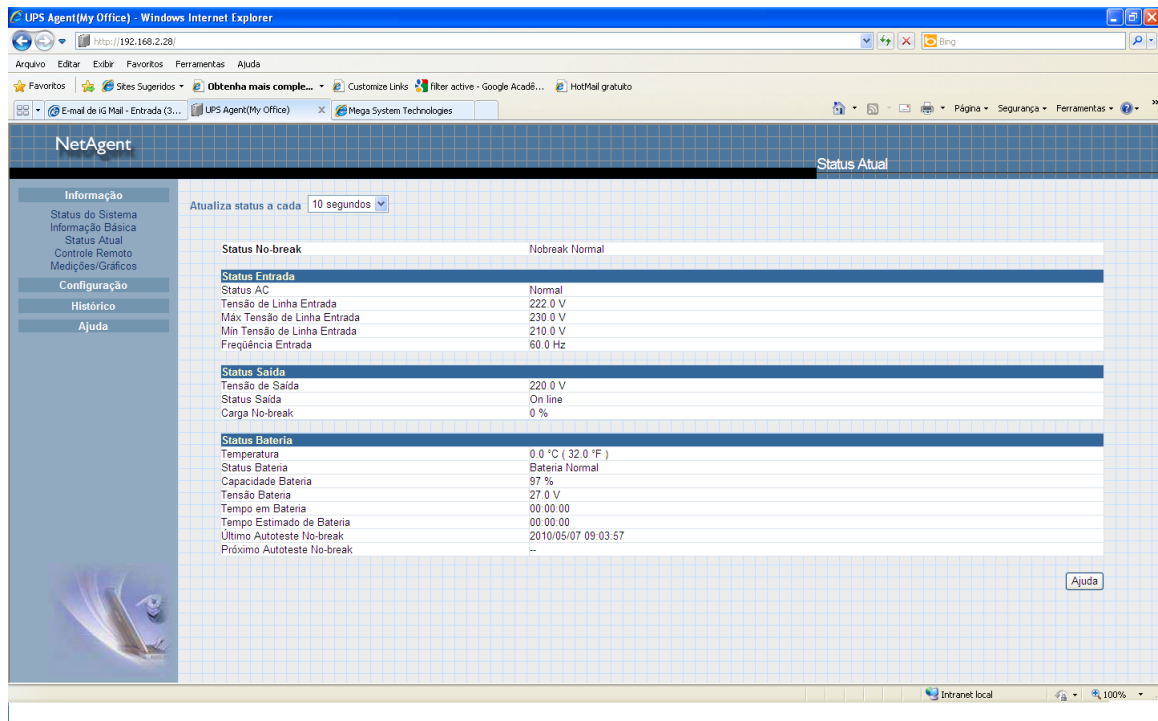 UPS Agent(My Office) - Windows Internet Explorer
http://192.168.2.28/
Bing
Arquivo Editar Exibir Favoritos Ferramentas Ajuda
Favoritos Sites Sugeridos Obtenha mais comple... Customize Links filter active - Google Acadê... HotMail gratuito
E-mail de iG Mail - Entrada (3... UPS Agent(My Office) X Mega System Technologies Página Segurança Ferramentas »
NetAgent
Status Atual
Informação
Status do Sistema
Informação Básica
Status Atual
Controle Remoto
Medições/Gráficos
Configuração
Histórico
Ajuda
Atualiza status a cada 10 segundos
Status No-break Nobreak Normal
Status Entrada
Status AC Normal
Tensão de Linha Entrada 222.0 V
Máx Tensão de Linha Entrada 230.0 V
Mín Tensão de Linha Entrada 210.0 V
Freqüência Entrada 60.0 Hz
Status Saída
Tensão de Saída 220.0 V
Status Saída On line
Carga No-break 0 %
Status Bateria
Temperatura 0.0 °C ( 32.0 °F )
Status Bateria Bateria Normal
Capacidade Bateria 97 %
Tensão Bateria 27.0 V
Tempo em Bateria 00:00:00
Tempo Estimado de Bateria 00:00:00
Último Autoteste No-break 2010/05/07 09:03:57
Próximo Autoteste No-break --
Ajuda
Intranet local 100%